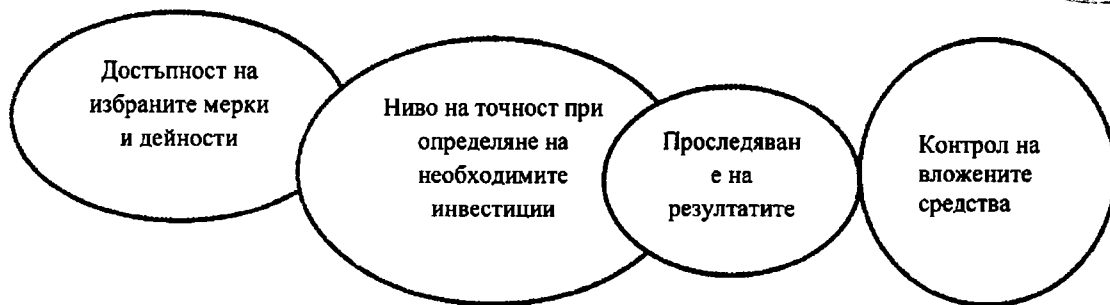 Достъпност на
избраните мерки
и дейности
Ниво на точност при
определяне на
необходимите
инвестиции
Проследяван
е на
резултатите
Контрол на
вложените
средства